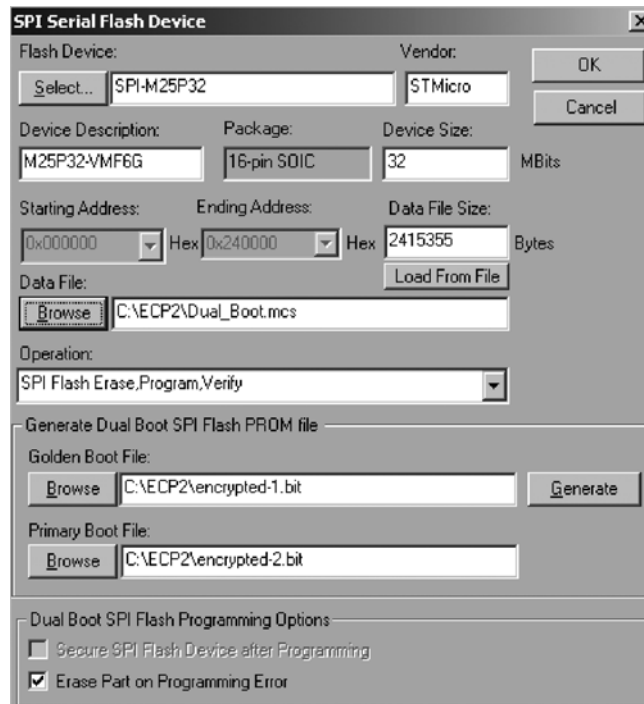 SPI Serial Flash Device
Flash Device: Vendor:
Select... SPI-M25P32 STMicro OK
Cancel
Device Description: Package: Device Size:
M25P32-VMF6G 16-pin SOIC 32 MBits
Starting Address: Ending Address: Data File Size:
0x000000 Hex 0x240000 Hex 2415355 Bytes
Load From File
Data File:
Browse C:\ECP2\Dual_Boot.mcs
Operation:
SPI Flash Erase,Program,Verify
Generate Dual Boot SPI Flash PROM file
Golden Boot File:
Browse C:\ECP2\encrypted-1.bit Generate
Primary Boot File:
Browse C:\ECP2\encrypted-2.bit
Dual Boot SPI Flash Programming Options
Secure SPI Flash Device after Programming
Erase Part on Programming Error